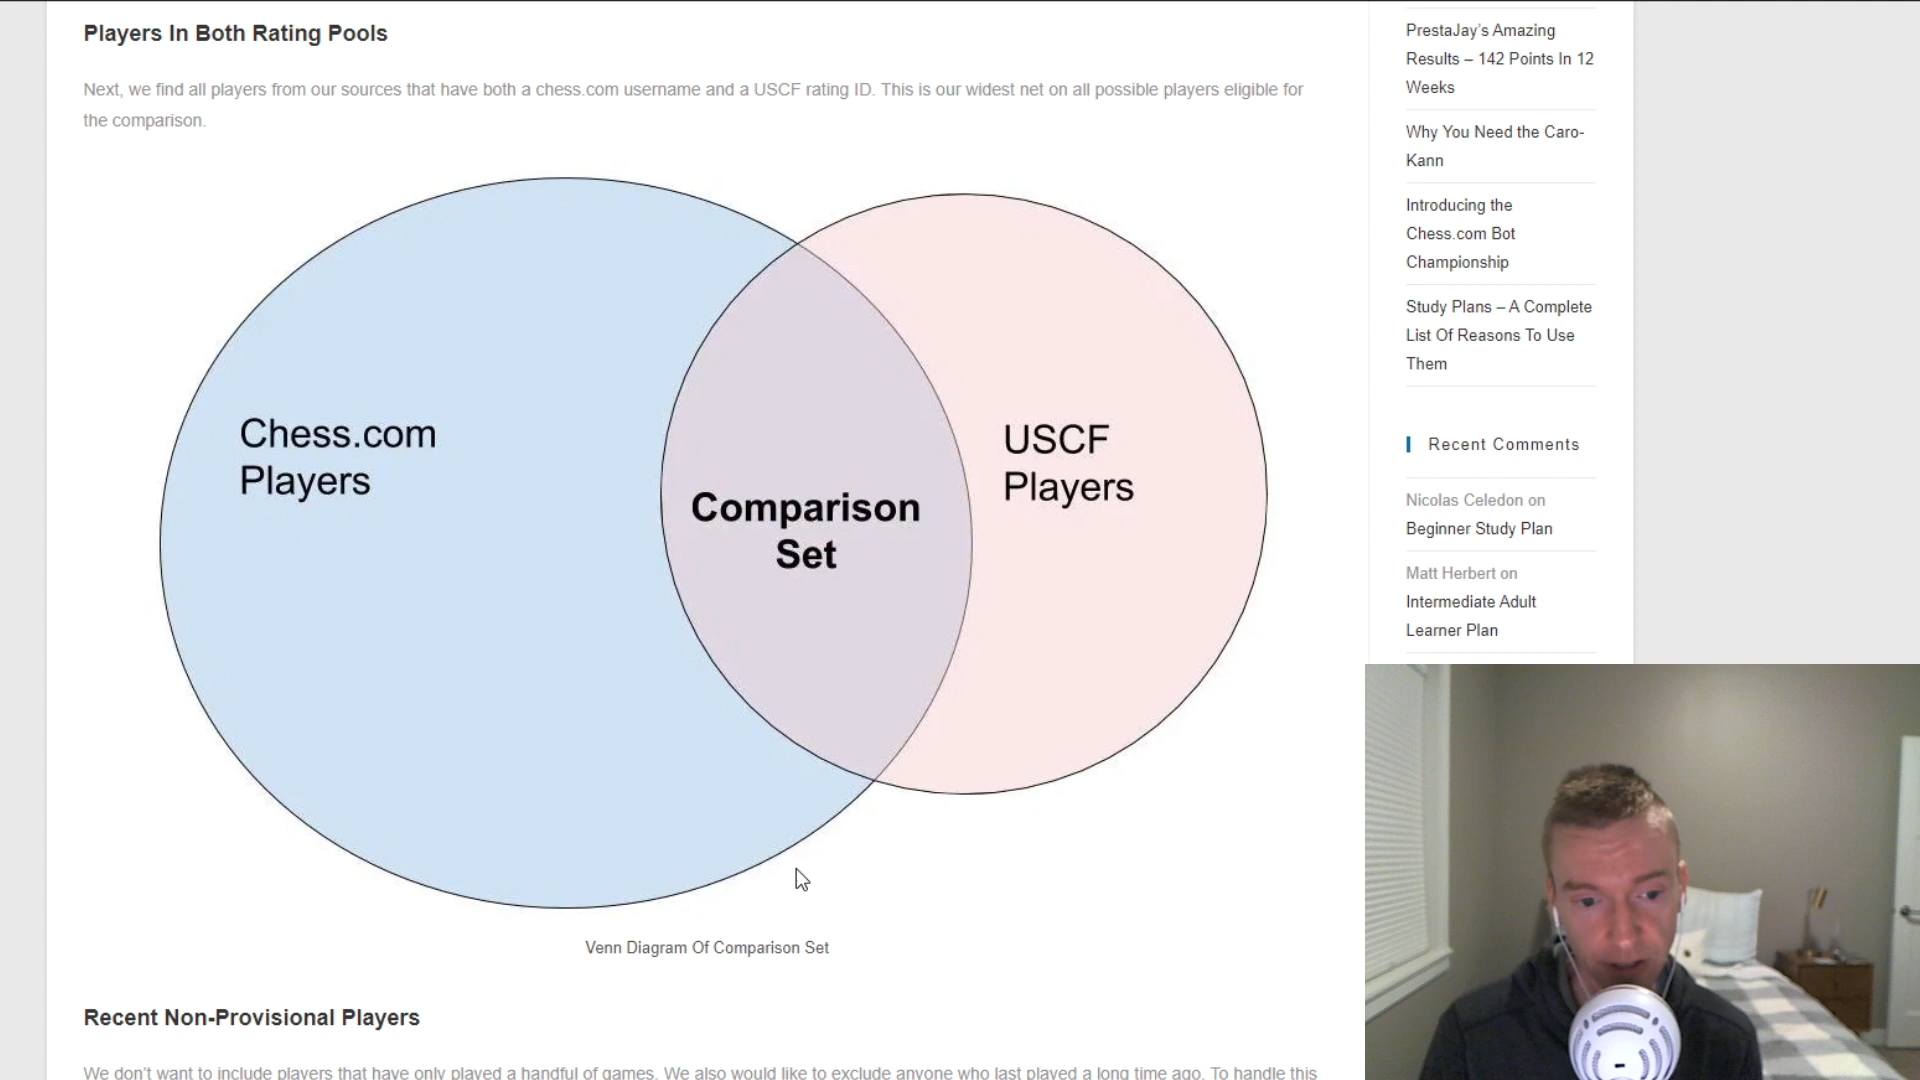 Players In Both Rating Pools
Next, we find all players from our sources that have both a chess.com username and a USCF rating ID. This is our widest net on all possible players eligible for
the comparison.
Chess.com
Players
Comparison
Set
USCF
Players
Venn Diagram Of Comparison Set
Recent Non-Provisional Players
We don't want to include players that have only played a handful of games. We also would like to exclude anyone who last played a long time ago. To handle this
PrestaJay's Amazing
Results – 142 Points In 12
Weeks
Why You Need the Caro-
Kann
Introducing the
Chess.com Bot
Championship
Study Plans – A Complete
List Of Reasons To Use
Them
Recent Comments
Nicolas Celedon on
Beginner Study Plan
Matt Herbert on
Intermediate Adult
Learner Plan